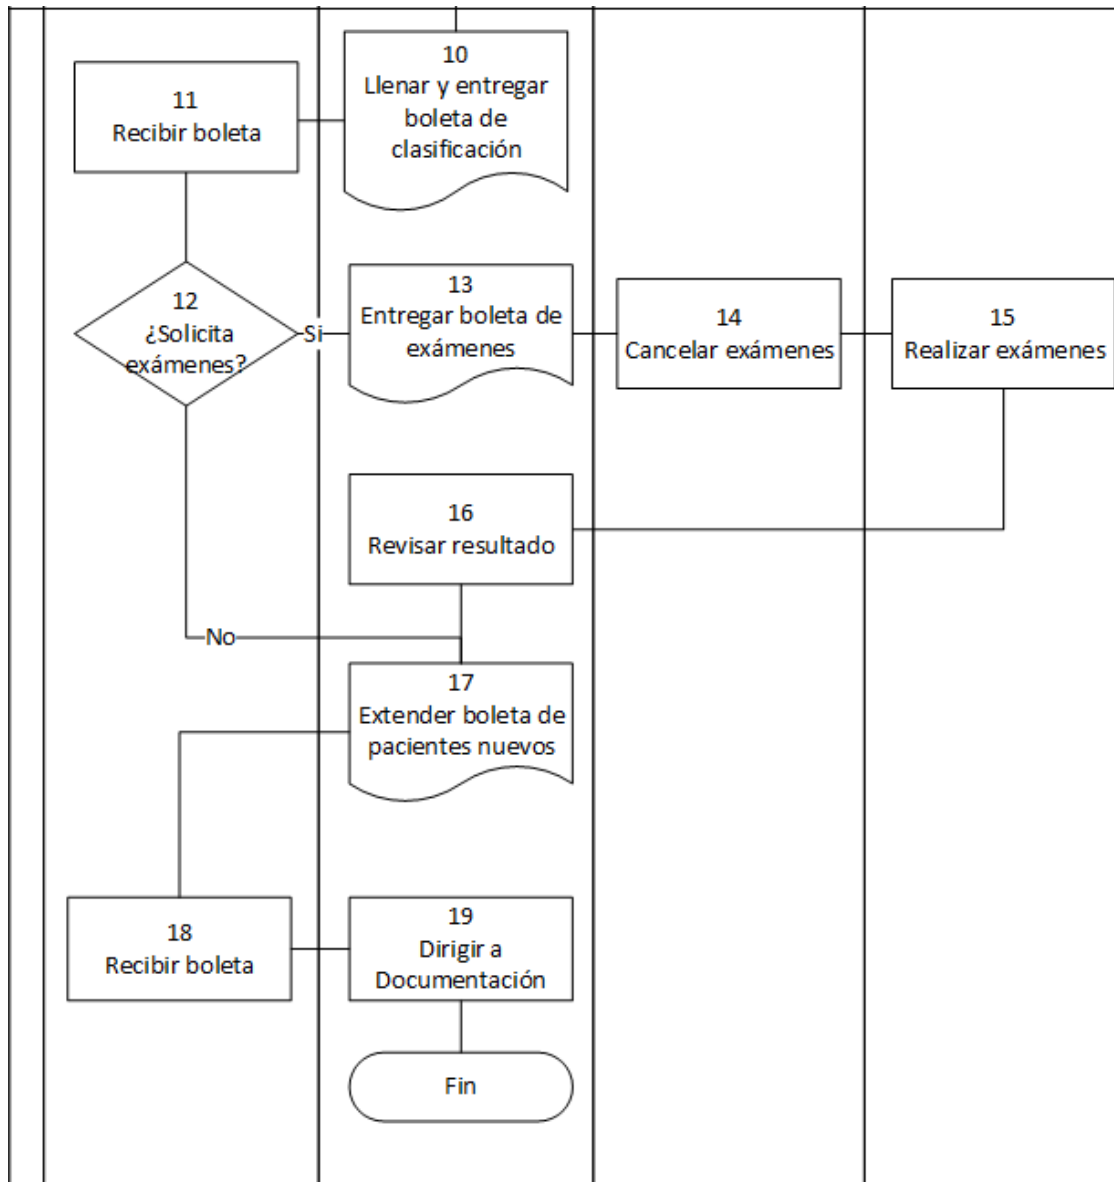 10
Llenar y entregar
boleta de
clasificación
11
Recibir boleta
12
¿Solicita
exámenes?
Si
13
Entregar boleta de
exámenes
14
Cancelar exámenes
15
Realizar exámenes
16
Revisar resultado
No
17
Extender boleta de
pacientes nuevos
18
Recibir boleta
19
Dirigir a
Documentación
Fin